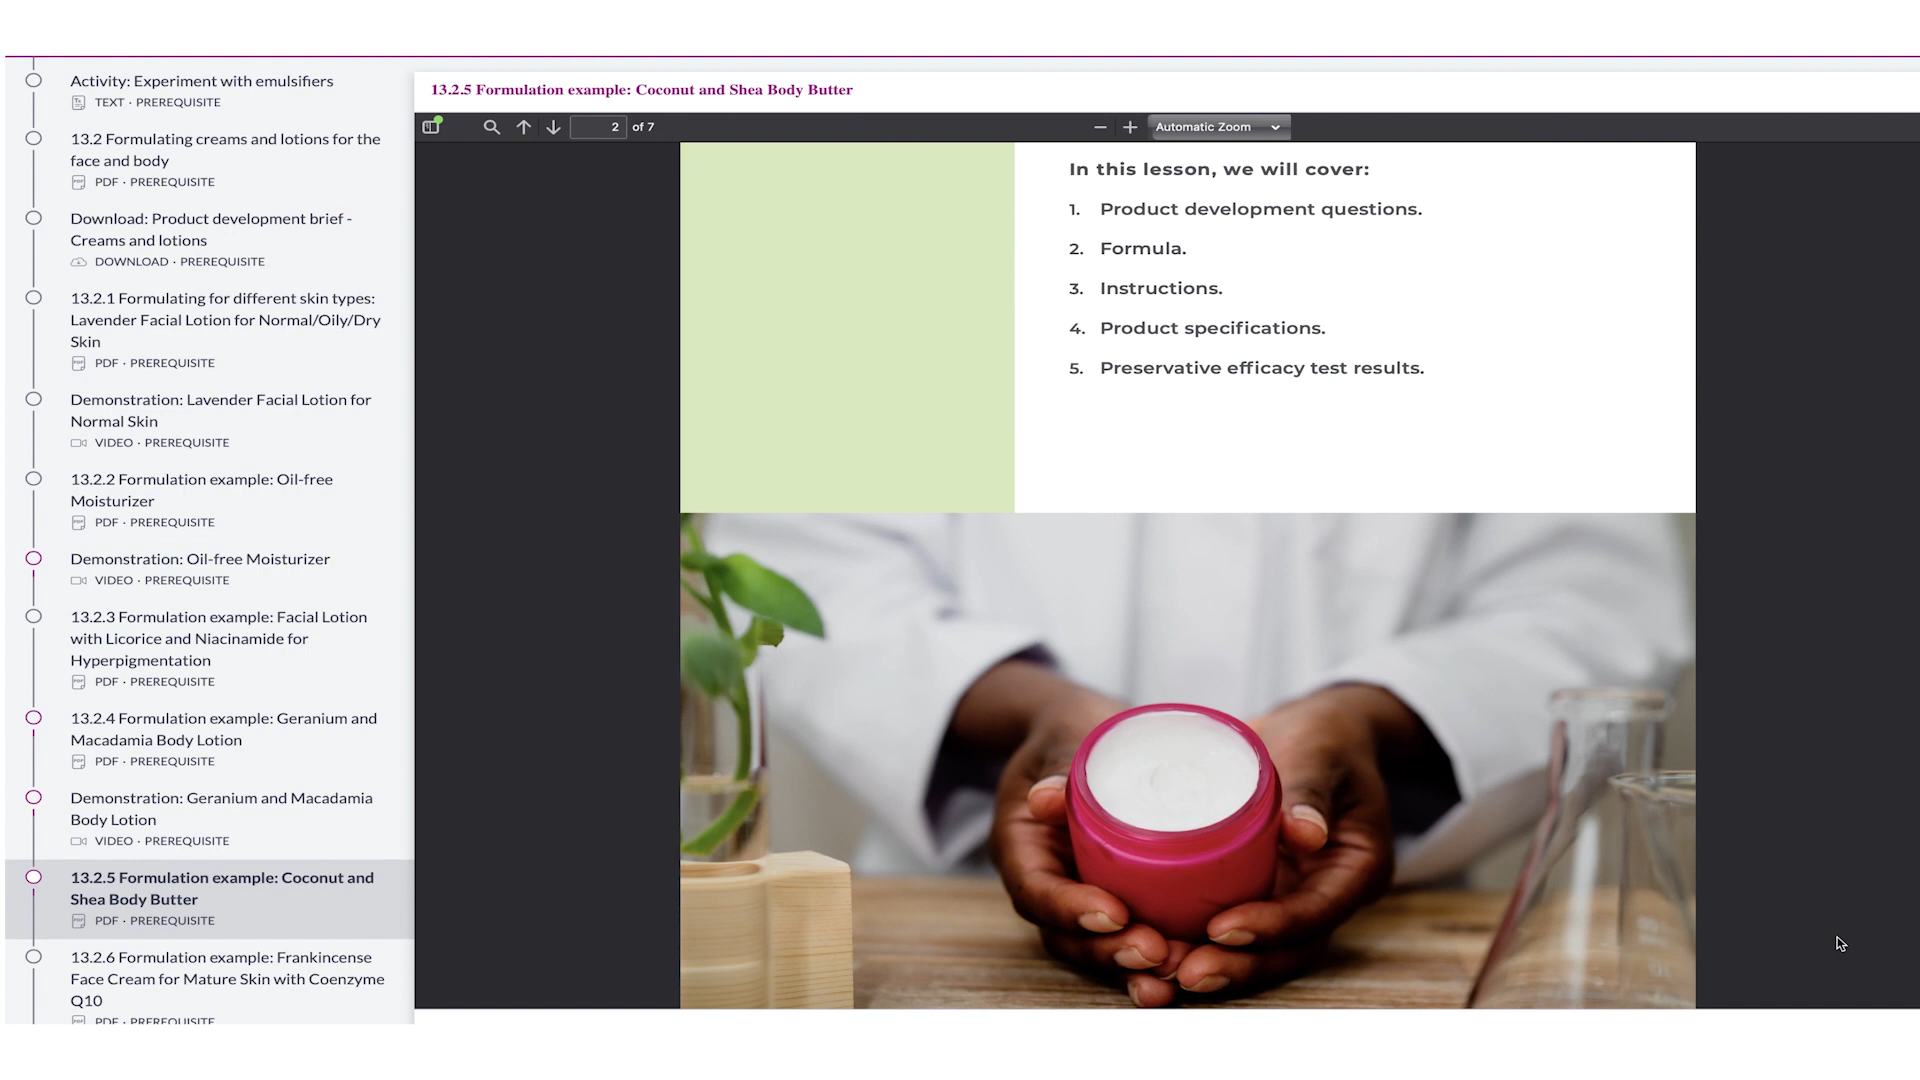 Activity: Experiment with emulsifiers
TEXT · PREREQUISITE
13.2 Formulating creams and lotions for the
face and body
PDF · PREREQUISITE
Download: Product development brief -
Creams and lotions
DOWNLOAD · PREREQUISITE
13.2.1 Formulating for different skin types:
Lavender Facial Lotion for Normal/Oily/Dry
Skin
PDF · PREREQUISITE
Demonstration: Lavender Facial Lotion for
Normal Skin
VIDEO · PREREQUISITE
13.2.2 Formulation example: Oil-free
Moisturizer
PDF · PREREQUISITE
Demonstration: Oil-free Moisturizer
VIDEO · PREREQUISITE
13.2.3 Formulation example: Facial Lotion
with Licorice and Niacinamide for
Hyperpigmentation
PDF · PREREQUISITE
13.2.4 Formulation example: Geranium and
Macadamia Body Lotion
PDF · PREREQUISITE
Demonstration: Geranium and Macadamia
Body Lotion
VIDEO · PREREQUISITE
13.2.5 Formulation example: Coconut and
Shea Body Butter
PDF · PREREQUISITE
13.2.6 Formulation example: Frankincense
Face Cream for Mature Skin with Coenzyme
Q10
PDF · PREREQUISITE
13.2.5 Formulation example: Coconut and Shea Body Butter
2 of 7
Automatic Zoom
In this lesson, we will cover:
1. Product development questions.
2. Formula.
3. Instructions.
4. Product specifications.
5. Preservative efficacy test results.